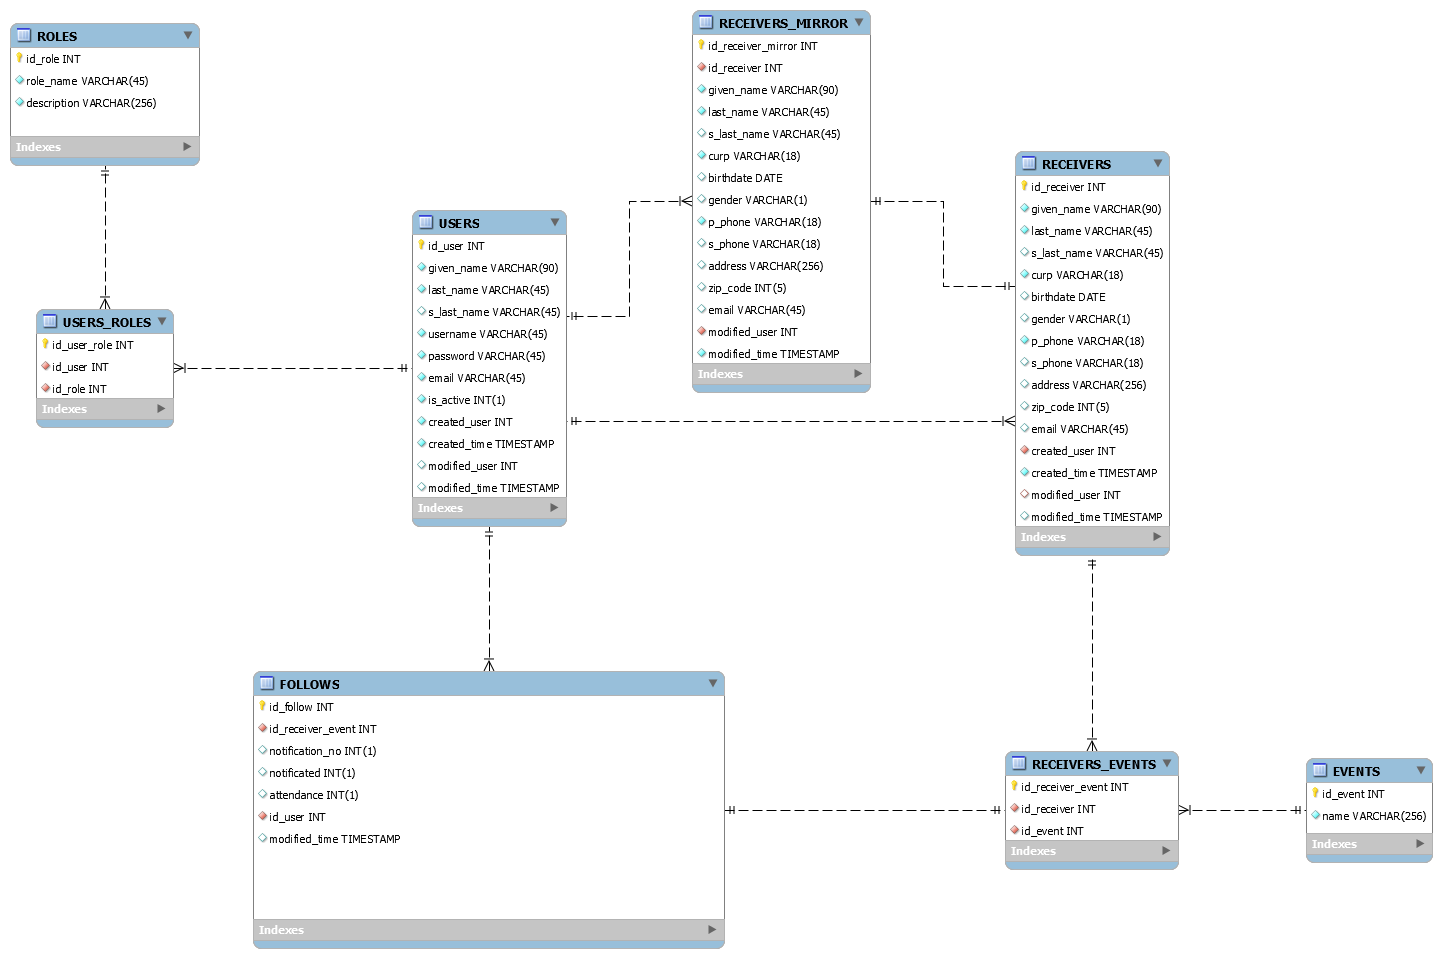 ROLES
id_role INT
role_name VARCHAR(45)
description VARCHAR(256)
Indexes
USERS_ROLES
id_user_role INT
id_user INT
id_role INT
Indexes
USERS
id_user INT
given_name VARCHAR(90)
last_name VARCHAR(45)
s_last_name VARCHAR(45)
username VARCHAR(45)
password VARCHAR(45)
email VARCHAR(45)
is_active INT(1)
created_user INT
created_time TIMESTAMP
modified_user INT
modified_time TIMESTAMP
Indexes
RECEIVERS_MIRROR
id_receiver_mirror INT
id_receiver INT
given_name VARCHAR(90)
last_name VARCHAR(45)
s_last_name VARCHAR(45)
curp VARCHAR(18)
birthdate DATE
gender VARCHAR(1)
p_phone VARCHAR(18)
s_phone VARCHAR(18)
address VARCHAR(256)
zip_code INT(5)
email VARCHAR(45)
modified_user INT
modified_time TIMESTAMP
Indexes
RECEIVERS
id_receiver INT
given_name VARCHAR(90)
last_name VARCHAR(45)
s_last_name VARCHAR(45)
curp VARCHAR(18)
birthdate DATE
gender VARCHAR(1)
p_phone VARCHAR(18)
s_phone VARCHAR(18)
address VARCHAR(256)
zip_code INT(5)
email VARCHAR(45)
created_user INT
created_time TIMESTAMP
modified_user INT
modified_time TIMESTAMP
Indexes
FOLLOWS
id_follow INT
id_receiver_event INT
notification_no INT(1)
notificated INT(1)
attendance INT(1)
id_user INT
modified_time TIMESTAMP
Indexes
RECEIVERS_EVENTS
id_receiver_event INT
id_receiver INT
id_event INT
Indexes
EVENTS
id_event INT
name VARCHAR(256)
Indexes